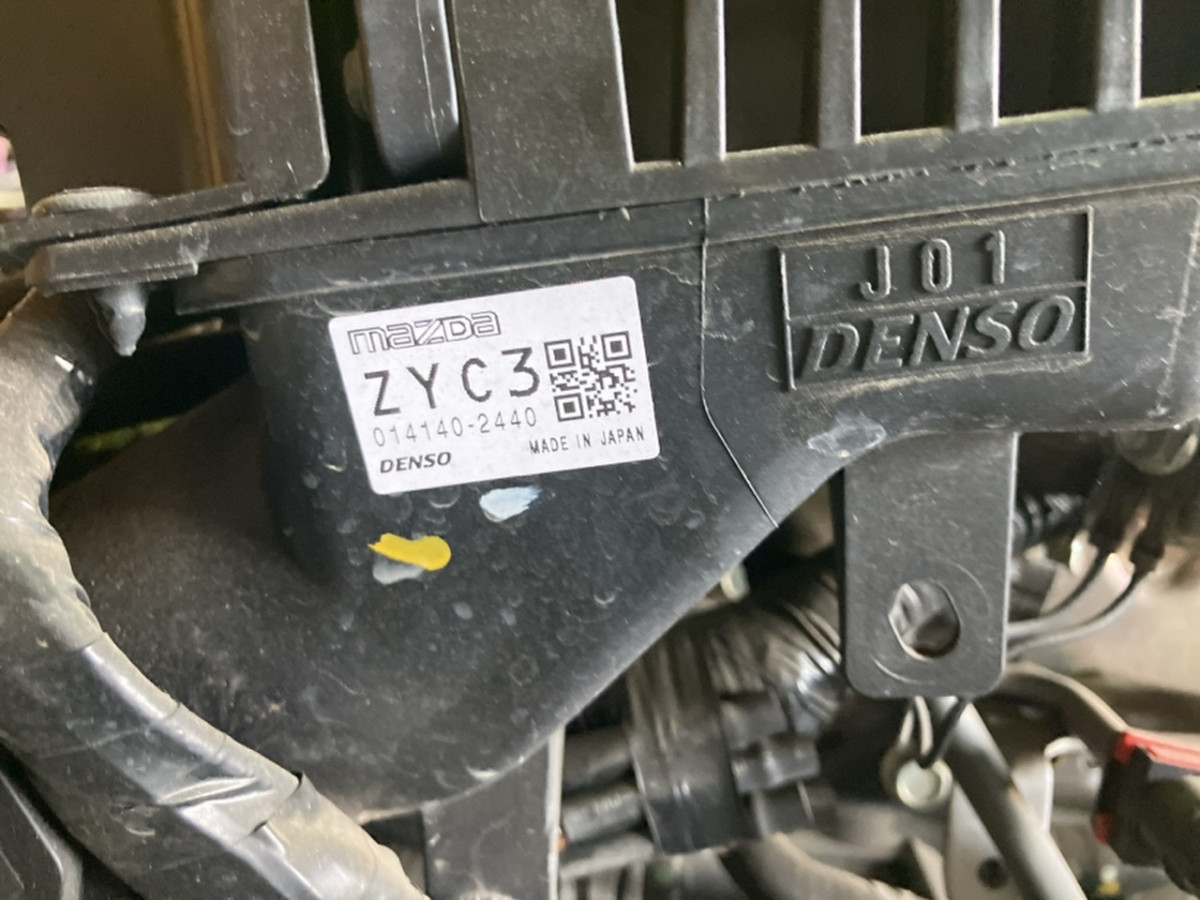 mazda
ZYC3
014140-2440
DENSO
MADE IN JAPAN
J01
DENSO